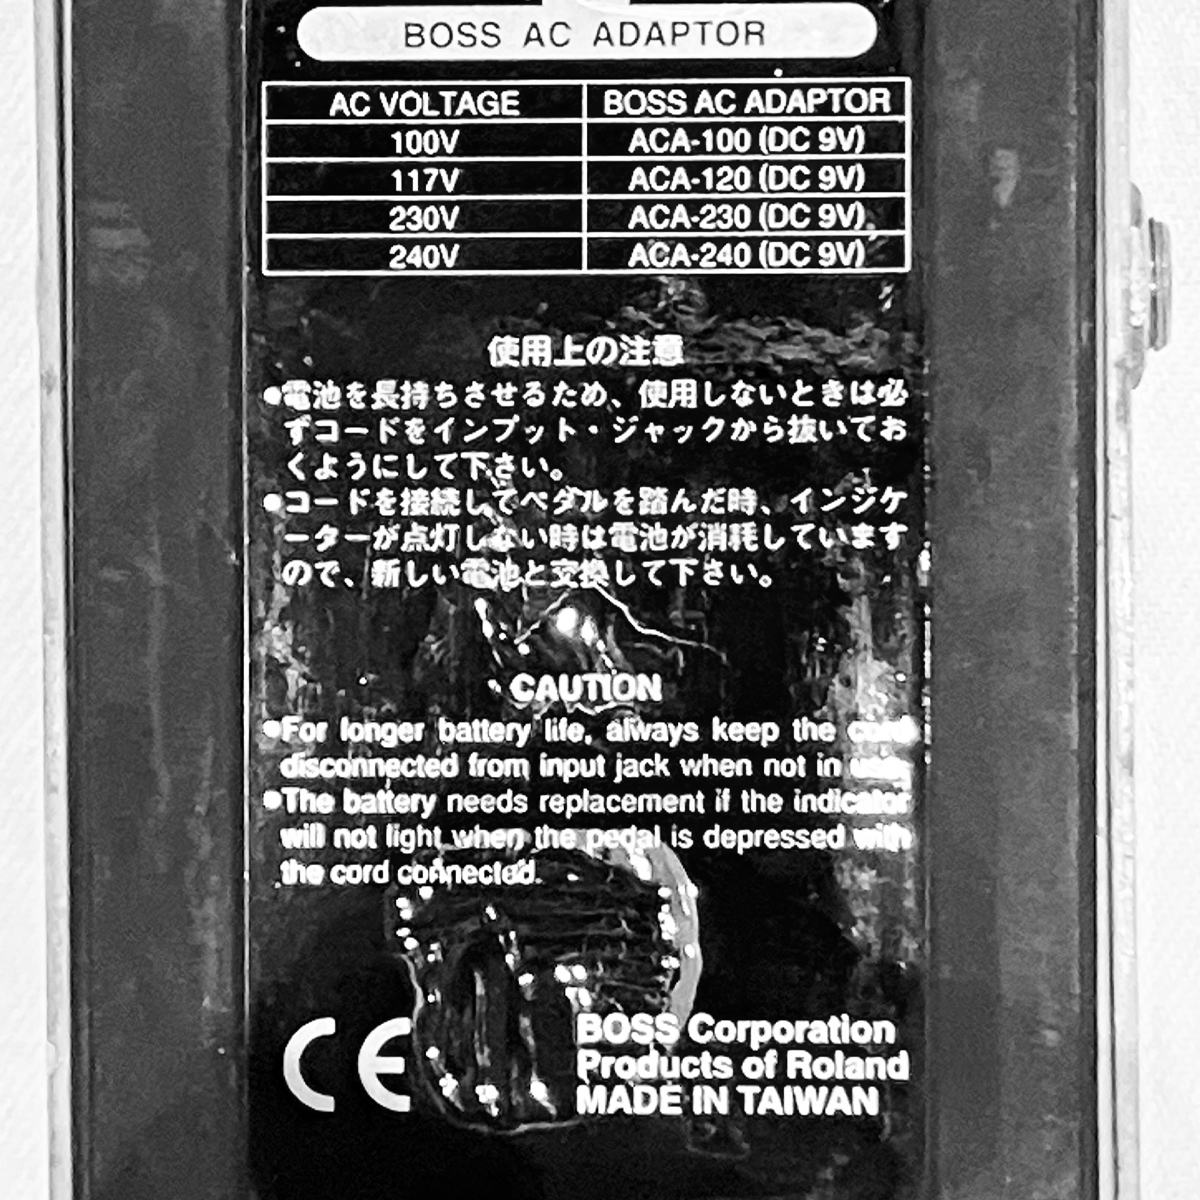 BOSS AC ADAPTOR
AC VOLTAGE BOSS AC ADAPTOR
100V ACA-100 (DC 9V)
117V ACA-120 (DC 9V)
230V ACA-230 (DC 9V)
240V ACA-240 (DC 9V)
使用上の注意
●電池を長持ちさせるため、使用しないときは必
ずコードをインプット・ジャックから抜いてお
くようにして下さい。
●コードを接続してペダルを踏んだ時、インジケ
ーターが点灯しない時は電池が消耗しています
ので、新しい電池と交換して下さい。
CAUTION
●For longer battery life, always keep the cord
disconnected from input jack when not in use.
●The battery needs replacement if the indicator
will not light when the pedal is depressed with
the cord connected.
CE
BOSS Corporation
Products of Roland
MADE IN TAIWAN